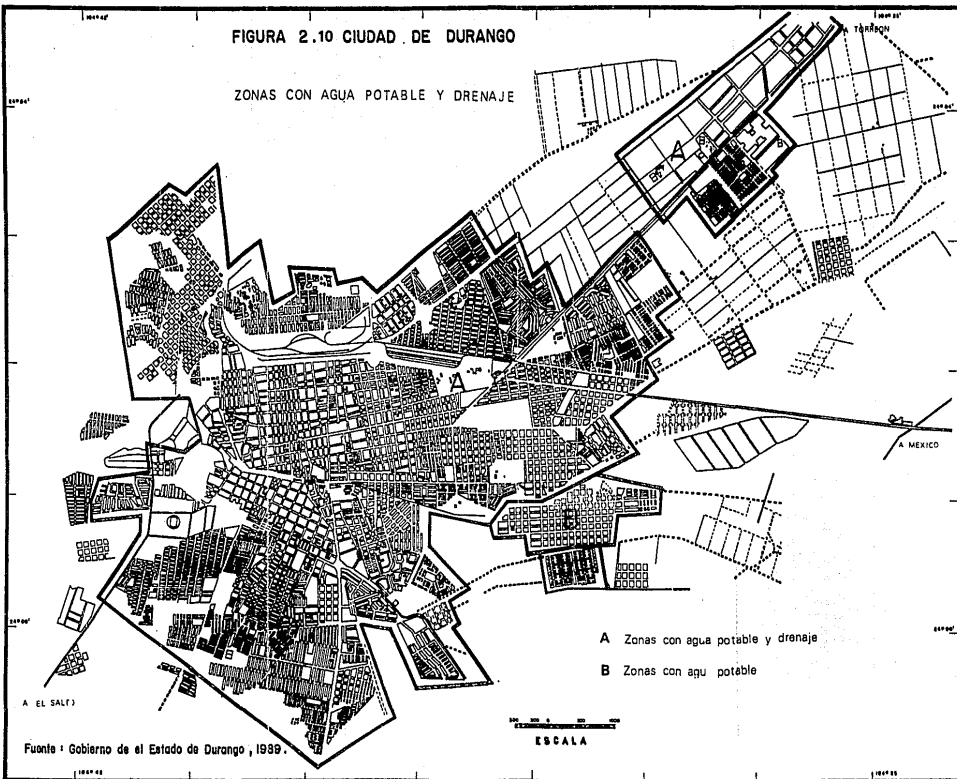 FIGURA 2.10 CIUDAD DE DURANGO
ZONAS CON AGUA POTABLE Y DRENAJE
A TORREON
A
A
B
A MEXICO
A Zonas con agua potable y drenaje
B Zonas con agu potable
A EL SALTO
ESCALA
Fuente : Gobierno de el Estado de Durango , 1989.